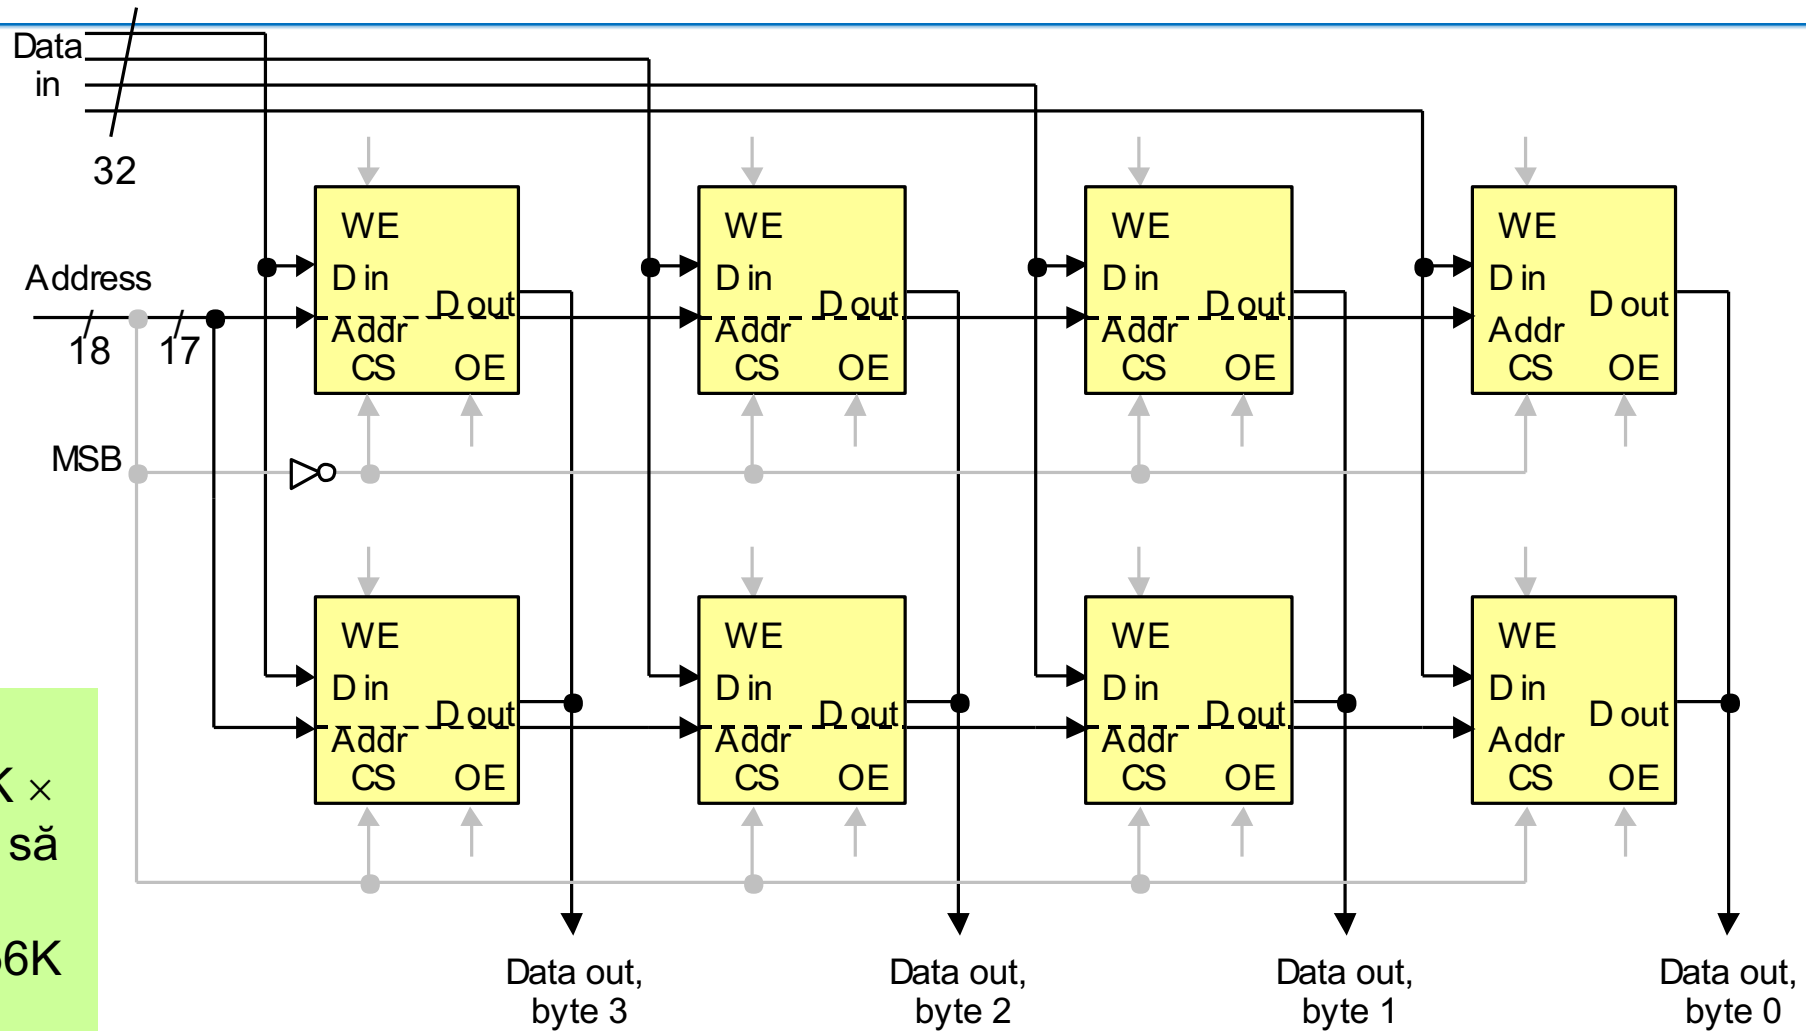 Data
in
32
Address
18
17
MSB
WE
D in
D out
Addr
CS OE
WE
D in
D out
Addr
CS OE
WE
D in
D out
Addr
CS OE
WE
D in
D out
Addr
CS OE
WE
D in
D out
Addr
CS OE
WE
D in
D out
Addr
CS OE
WE
D in
D out
Addr
CS OE
WE
D in
D out
Addr
CS OE
K ×
să
6K
Data out,
byte 3
Data out,
byte 2
Data out,
byte 1
Data out,
byte 0